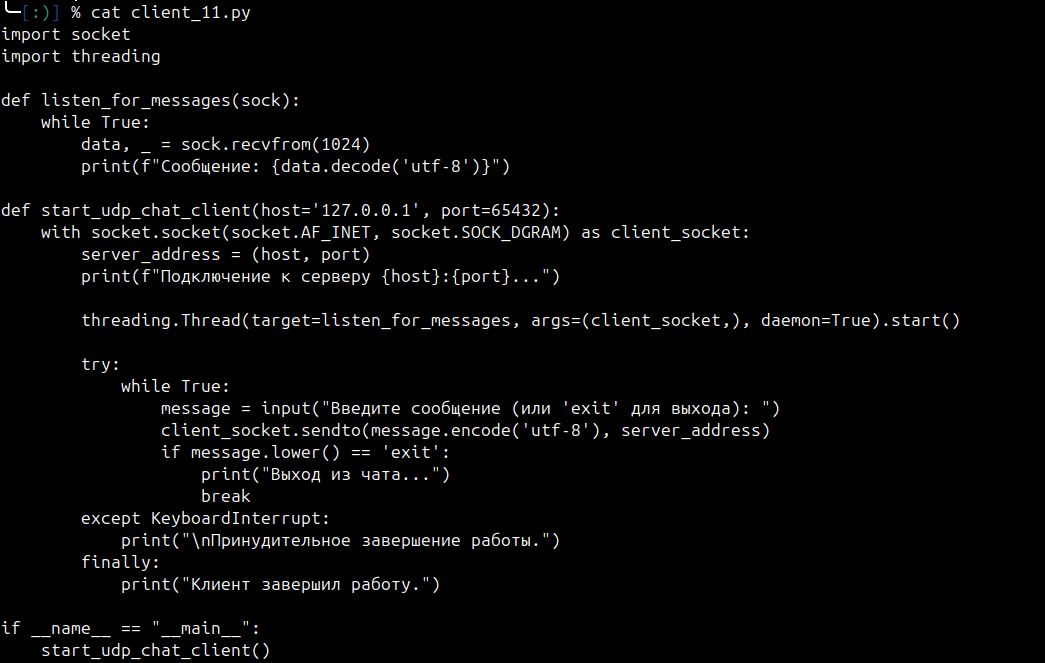 ╰─[:)] % cat client_11.py
import socket
import threading

def listen_for_messages(sock):
    while True:
        data, _ = sock.recvfrom(1024)
        print(f"Сообщение: {data.decode('utf-8')}")

def start_udp_chat_client(host='127.0.0.1', port=65432):
    with socket.socket(socket.AF_INET, socket.SOCK_DGRAM) as client_socket:
        server_address = (host, port)
        print(f"Подключение к серверу {host}:{port}...")

        threading.Thread(target=listen_for_messages, args=(client_socket,), daemon=True).start()

        try:
            while True:
                message = input("Введите сообщение (или 'exit' для выхода): ")
                client_socket.sendto(message.encode('utf-8'), server_address)
                if message.lower() == 'exit':
                    print("Выход из чата...")
                    break
        except KeyboardInterrupt:
            print("\nПринудительное завершение работы.")
        finally:
            print("Клиент завершил работу.")

if __name__ == "__main__":
    start_udp_chat_client()